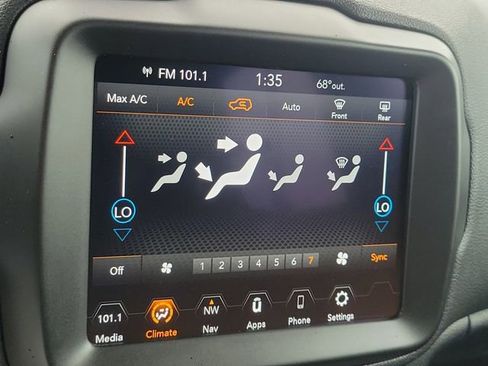 FM 101.1 1:35 68° out.
Max A/C A/C Auto Front Rear
LO LO
Off 1 2 3 4 5 6 7 Sync
101.1 NW
Media Climate Nav Apps Phone Settings